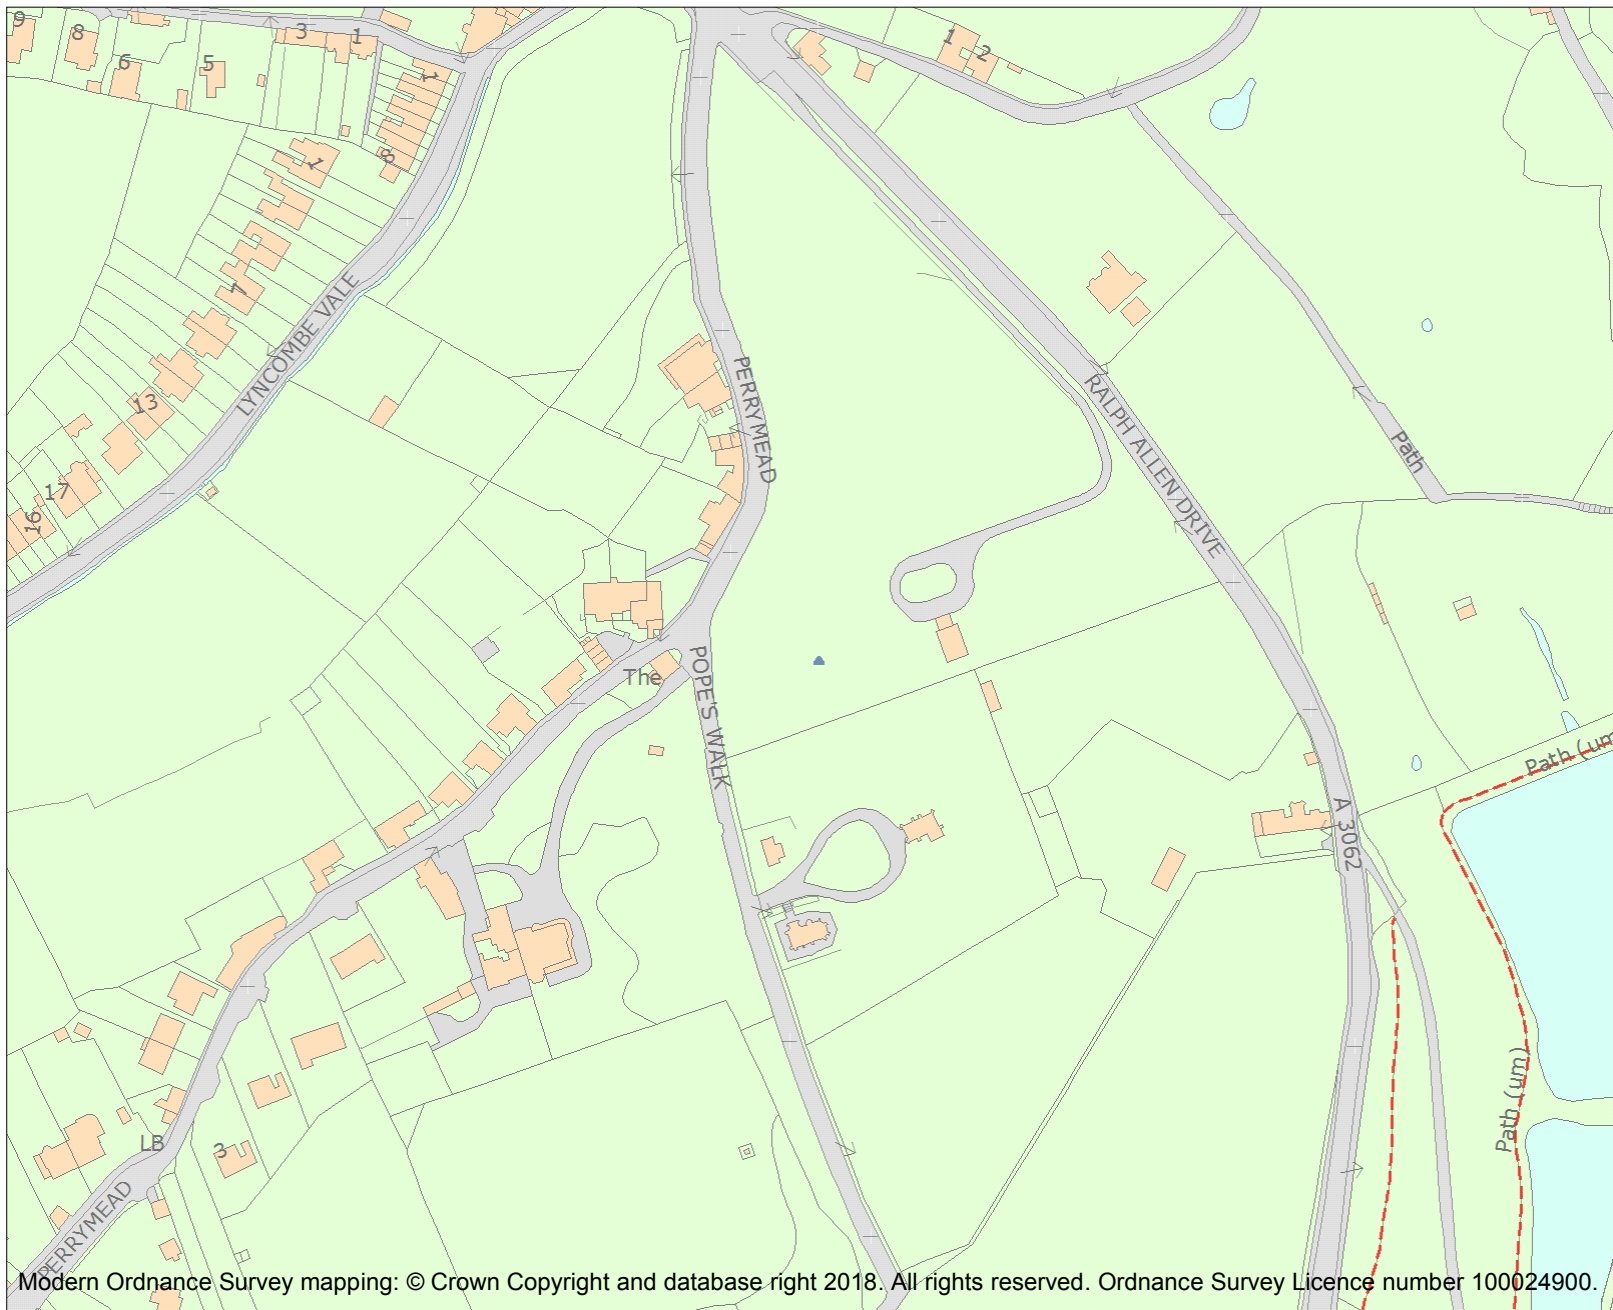 9
8
6
5
3
1
1
8
1
2
1
7
LYNCOMBE VALE
13
17
16
PERRYMEAD
RALPH ALLEN DRIVE
Path
The
POPE'S WALK
A 3062
Path (um
Path (um)
LB
3
PERRYMEAD
Modern Ordnance Survey mapping: © Crown Copyright and database right 2018. All rights reserved. Ordnance Survey Licence number 100024900.